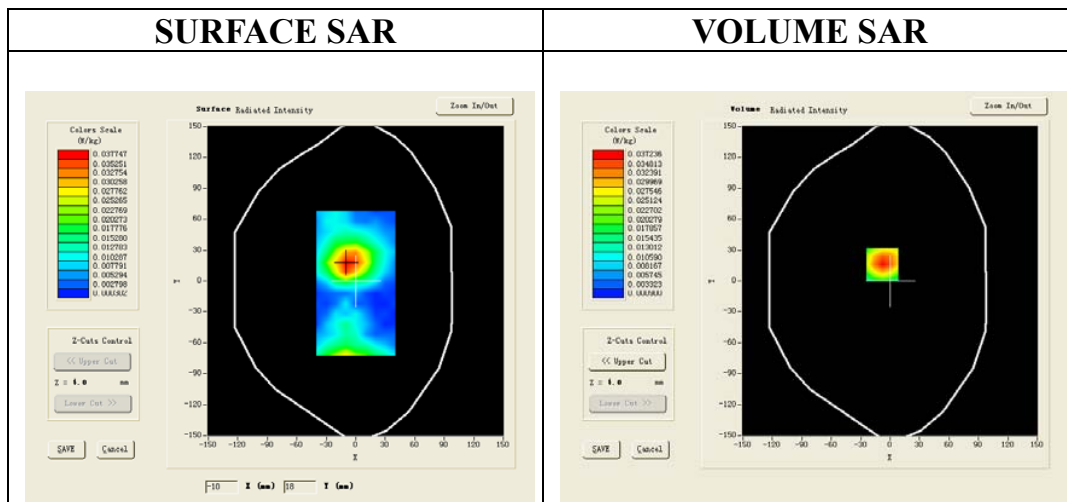 SURFACE SAR
VOLUME SAR
Surface Radiated Intensity
Zoom In/Out
Colors Scale
(W/kg)
0.037747
0.035251
0.032754
0.030258
0.027762
0.025265
0.022769
0.020273
0.017776
0.015280
0.012783
0.010287
0.007791
0.005294
0.002798
0.000302
150
120
90
60
30
0
-30
-60
-90
-120
-150
Y
-150 -120 -90 -60 -30 0 30 60 90 120 150
X
Z-Cuts Control
<< Upper Cut
Z = 4.0 mm
Lower Cut >>
SAVE Cancel
-10 X (mm) 18 Y (mm)
Volume Radiated Intensity
Zoom In/Out
Colors Scale
(W/kg)
0.037236
0.034813
0.032391
0.029969
0.027546
0.025124
0.022702
0.020279
0.017857
0.015435
0.013012
0.010590
0.008167
0.005745
0.003323
0.000900
150
120
90
60
30
0
-30
-60
-90
-120
-150
Y
-150 -120 -90 -60 -30 0 30 60 90 120 150
X
Z-Cuts Control
<< Upper Cut
Z = 4.0 mm
Lower Cut >>
SAVE Cancel